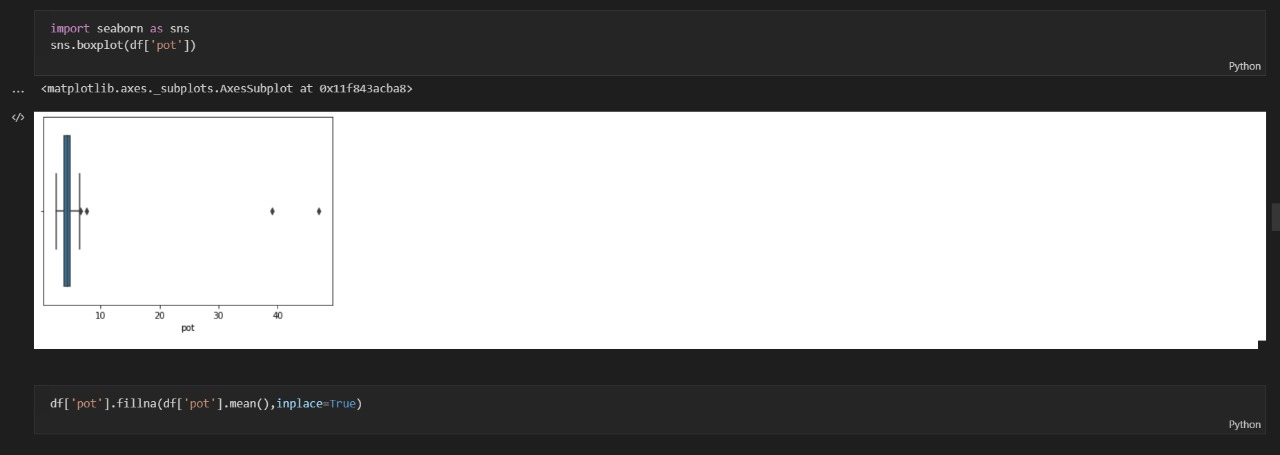 import seaborn as sns
sns.boxplot(df['pot'])
Python
... <matplotlib.axes._subplots.AxesSubplot at 0x11f843acba8>
</>
10 20 30 40
pot
df['pot'].fillna(df['pot'].mean(),inplace=True)
Python